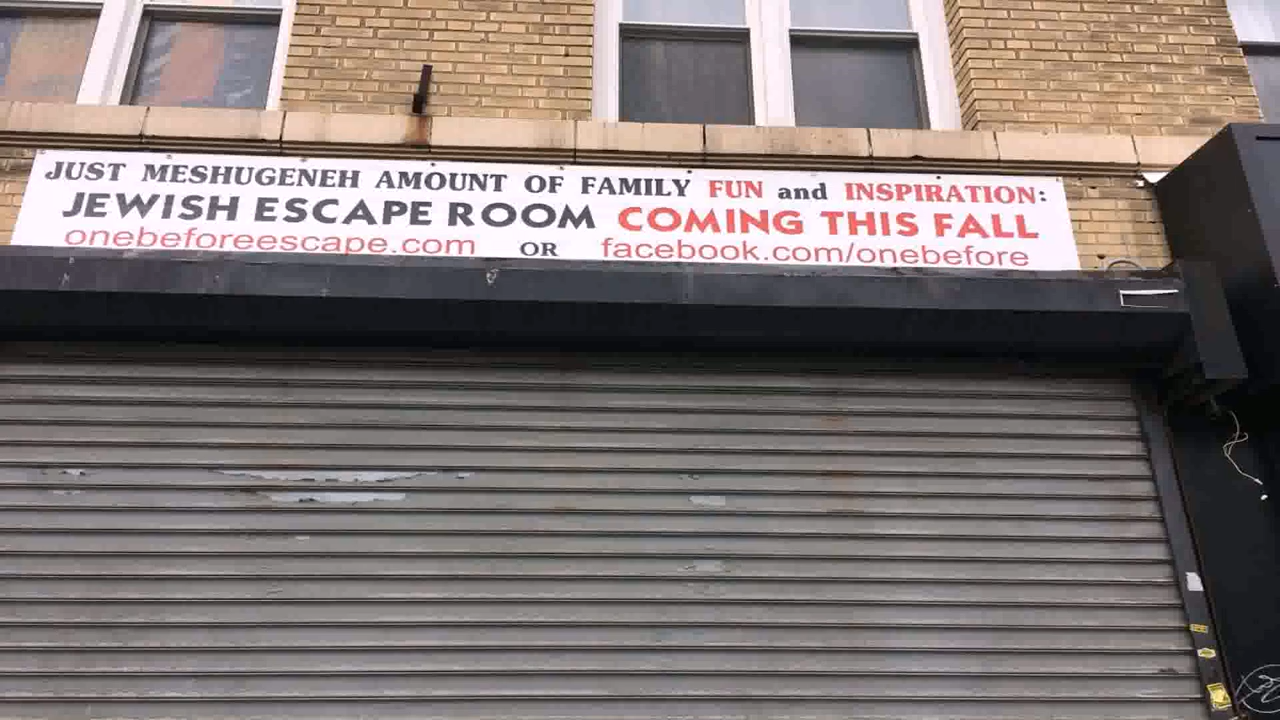 JUST MESHUGENEH AMOUNT OF FAMILY FUN and INSPIRATION:
JEWISH ESCAPE ROOM COMING THIS FALL
onebeforeescape.com OR facebook.com/onebefore